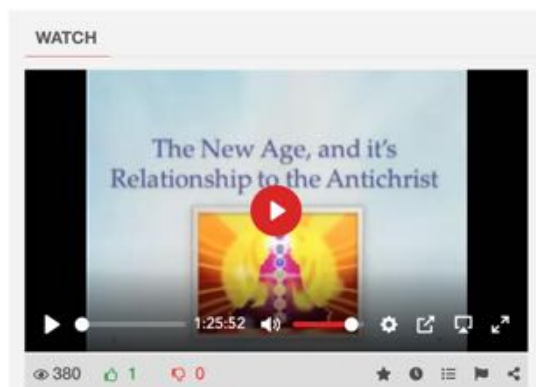 WATCH
The New Age, and it's
Relationship to the Antichrist
1:25:52
380 1 0